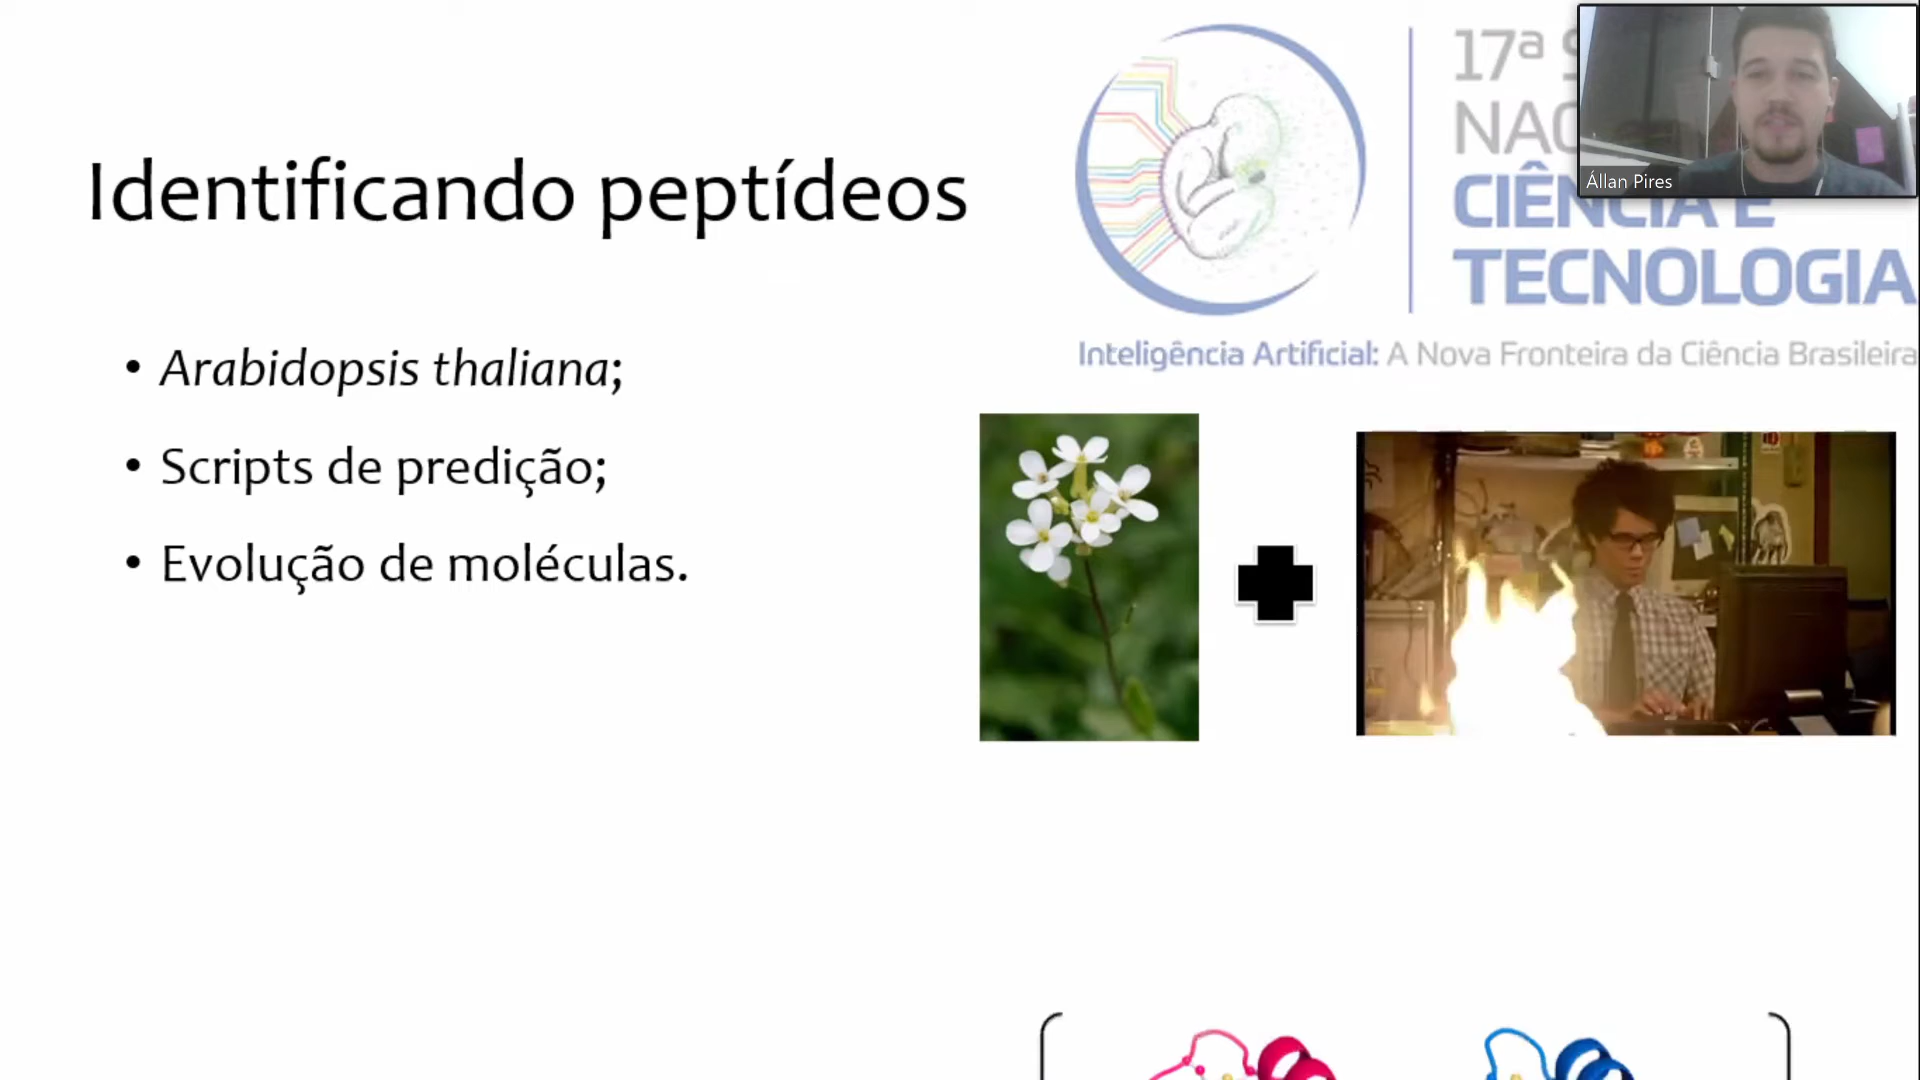 Identificando peptídeos
• Arabidopsis thaliana;
• Scripts de predição;
• Evolução de moléculas.
17ª
CIÊNCIA E
TECNOLOGIA
Inteligência Artificial: A Nova Fronteira da Ciência Brasileira
Állan Pires